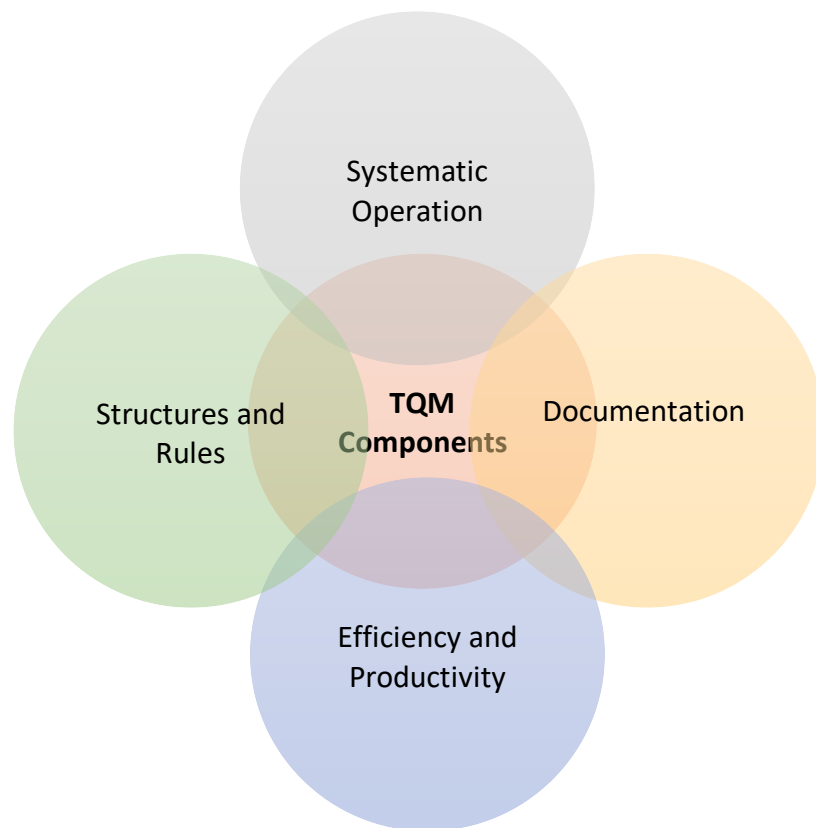 Systematic
Operation
Structures and
Rules
TQM
Components
Documentation
Efficiency and
Productivity